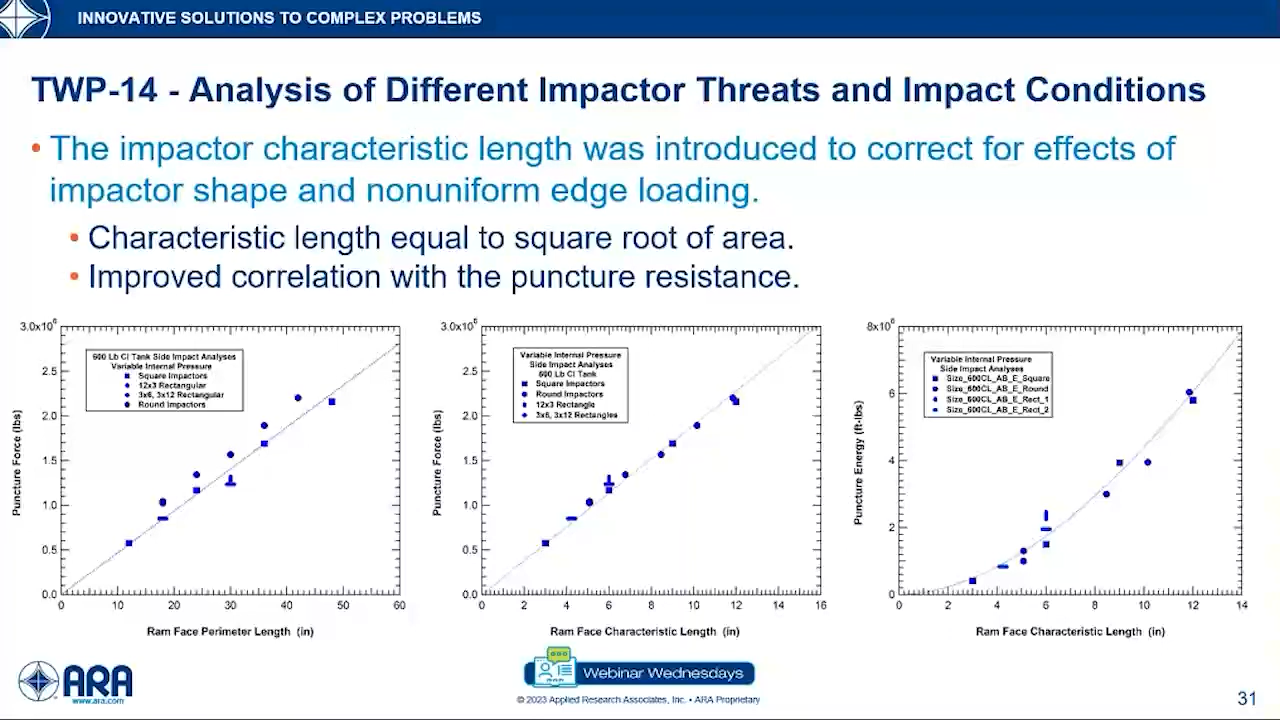 INNOVATIVE SOLUTIONS TO COMPLEX PROBLEMS
TWP-14 - Analysis of Different Impactor Threats and Impact Conditions
• The impactor characteristic length was introduced to correct for effects of
impactor shape and nonuniform edge loading.
• Characteristic length equal to square root of area.
• Improved correlation with the puncture resistance.
3.0x10⁶
2.5
2.0
1.5
1.0
0.5
0.0
Puncture Force (lbs)
600 Lb Cl Tank Side Impact Analyses
Variable Internal Pressure
Square Impactors
12x3 Rectangular
3x6, 3x12 Rectangular
Round Impactors
0 10 20 30 40 50 60
Ram Face Perimeter Length (in)
3.0x10⁶
2.5
2.0
1.5
1.0
0.5
0.0
Puncture Force (lbs)
Variable Internal Pressure
Side Impact Analyses
600 Lb Cl Tank
Square Impactors
Round Impactors
12x3 Rectangle
3x6, 3x12 Rectangles
0 2 4 6 8 10 12 14 16
Ram Face Characteristic Length (in)
8x10⁶
6
4
2
0
Puncture Energy (ft-lbs)
Variable Internal Pressure
Side Impact Analyses
Size_600CL_AB_E_Square
Size_600CL_AB_E_Round
Size_600CL_AB_E_Rect_1
Size_600CL_AB_E_Rect_2
0 2 4 6 8 10 12 14
Ram Face Characteristic Length (in)
ARA
www.ara.com
Webinar Wednesdays
© 2023 Applied Research Associates, Inc. • ARA Proprietary
31